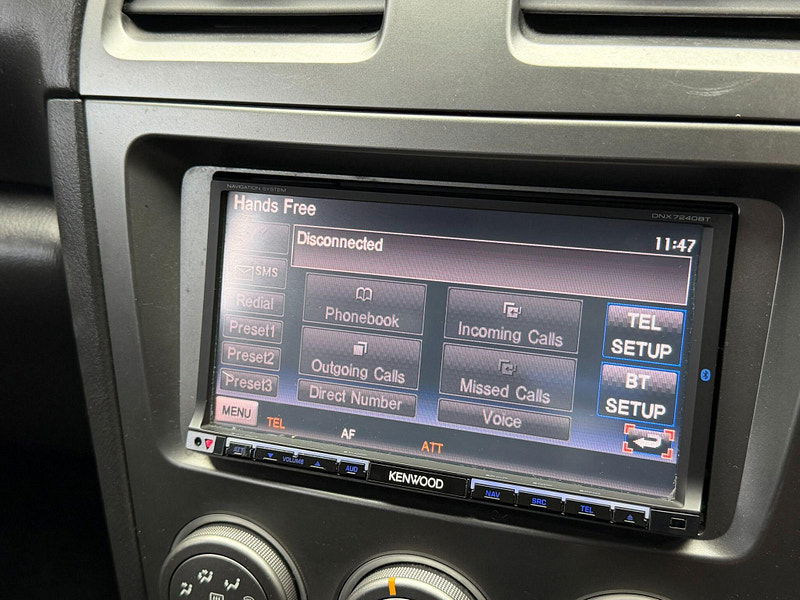 NAVIGATION SYSTEM
DNX7240BT
Hands Free
11:47
Disconnected
SMS
Redial
Preset1
Preset2
Preset3
Phonebook
Incoming Calls
Outgoing Calls
Missed Calls
Direct Number
Voice
TEL
SETUP
BT
SETUP
MENU
TEL
AF
ATT
VOLUME
AUD
KENWOOD
NAV
SRC
TEL